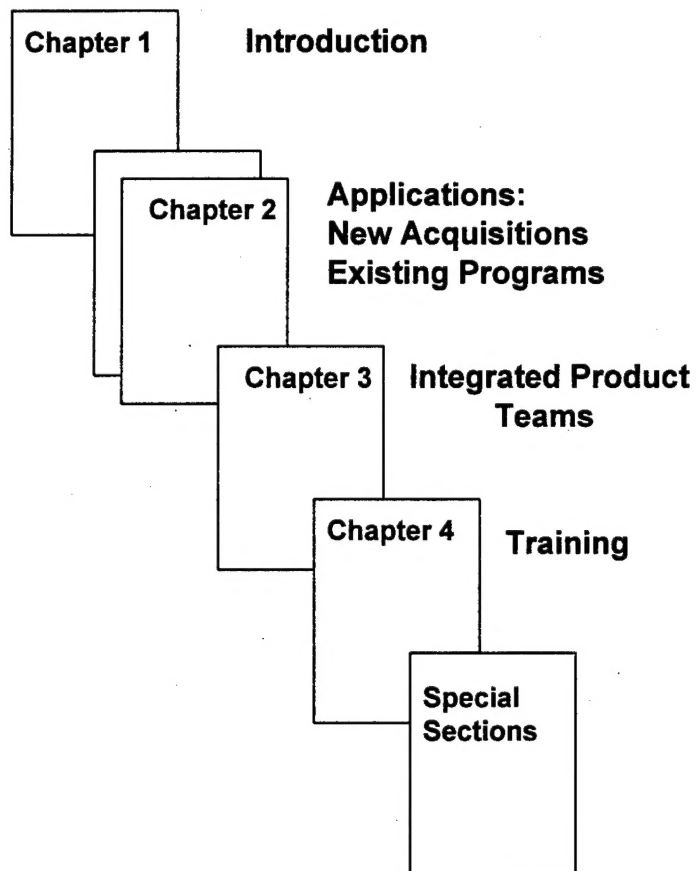 Chapter 1
Introduction
Chapter 2
Applications:
New Acquisitions
Existing Programs
Chapter 3
Integrated Product
Teams
Chapter 4
Training
Special
Sections